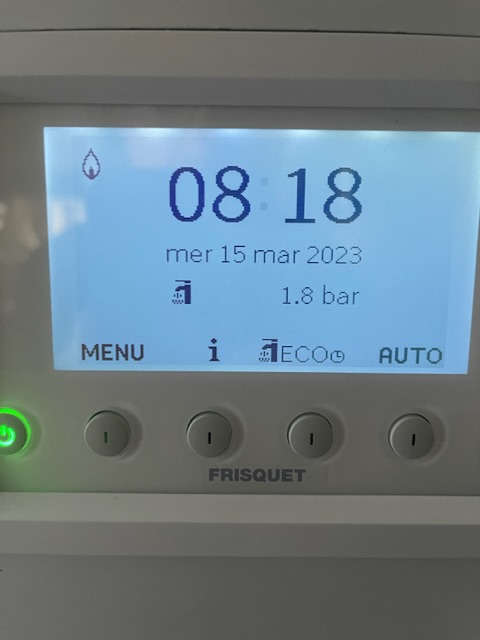 08:18
mer 15 mar 2023
1.8 bar
MENU i ECO AUTO
FRISQUET